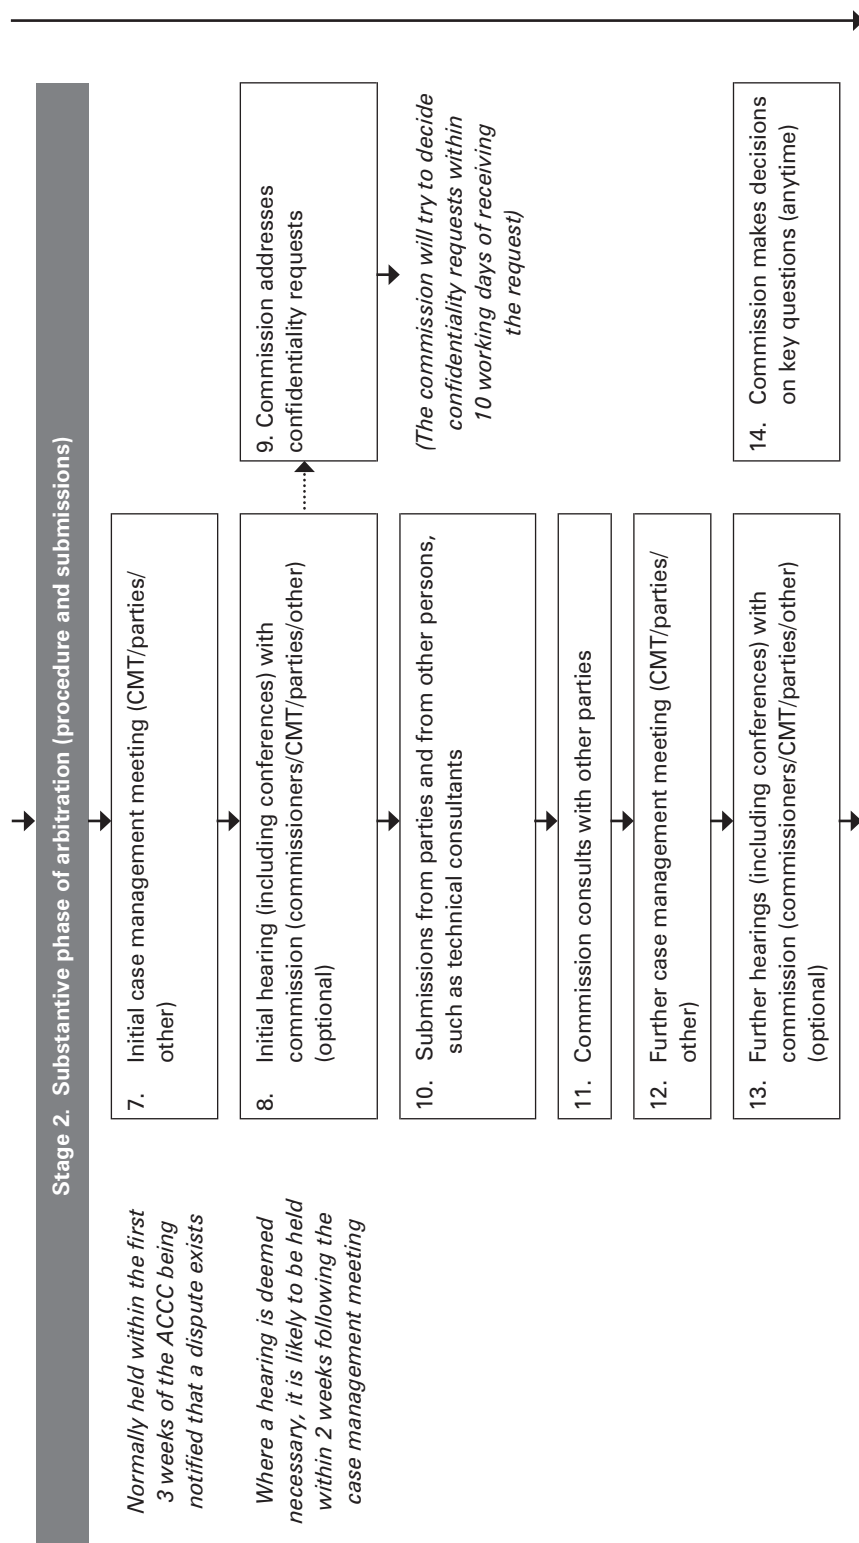 Stage 2. Substantive phase of arbitration (procedure and submissions)
Normally held within the first
3 weeks of the ACCC being
notified that a dispute exists
7. Initial case management meeting (CMT/parties/
other)
Where a hearing is deemed
necessary, it is likely to be held
within 2 weeks following the
case management meeting
8. Initial hearing (including conferences) with
commission (commissioners/CMT/parties/other)
(optional)
9. Commission addresses
confidentiality requests
(The commission will try to decide
confidentiality requests within
10 working days of receiving
the request)
10. Submissions from parties and from other persons,
such as technical consultants
11. Commission consults with other parties
12. Further case management meeting (CMT/parties/
other)
13. Further hearings (including conferences) with
commission (commissioners/CMT/parties/other)
(optional)
14. Commission makes decisions
on key questions (anytime)